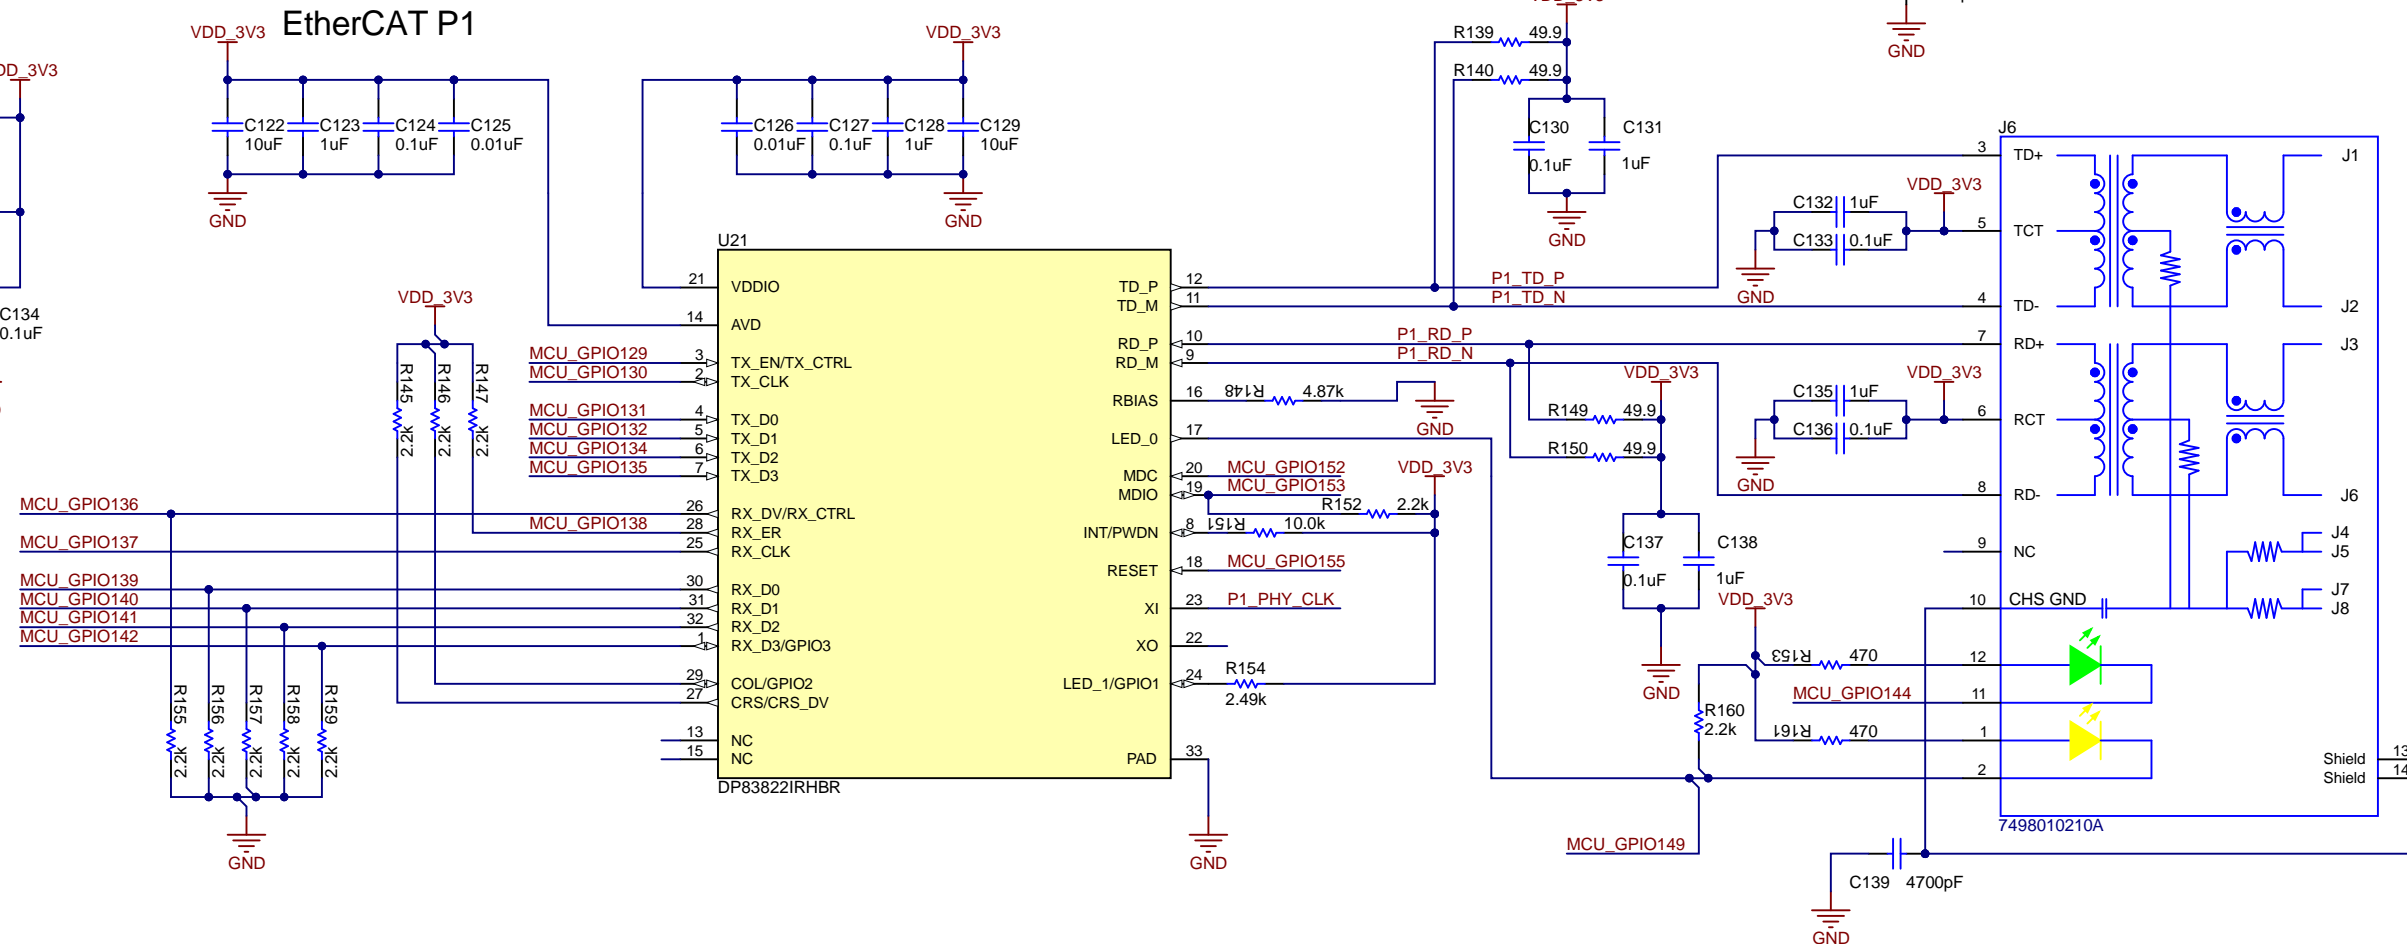 EtherCAT P1
VDD_3V3
VDD_3V3
C122
10uF
C123
1uF
C124
0.1uF
C125
0.01uF
GND
VDD_3V3
C126
0.01uF
C127
0.1uF
C128
1uF
C129
10uF
GND
C134
0.1uF
R139 49.9
R140 49.9
C130
0.1uF
C131
1uF
GND
GND
U21
21 VDDIO
14 AVD
MCU_GPIO129 3 TX_EN/TX_CTRL
MCU_GPIO130 2 TX_CLK
MCU_GPIO131 4 TX_D0
MCU_GPIO132 5 TX_D1
MCU_GPIO134 6 TX_D2
MCU_GPIO135 7 TX_D3
MCU_GPIO136 26 RX_DV/RX_CTRL
MCU_GPIO138 28 RX_ER
MCU_GPIO137 25 RX_CLK
MCU_GPIO139 30 RX_D0
MCU_GPIO140 31 RX_D1
MCU_GPIO141 32 RX_D2
MCU_GPIO142 1 RX_D3/GPIO3
29 COL/GPIO2
27 CRS/CRS_DV
13 NC
15 NC
DP83822IRHBR
VDD_3V3
R145 2.2k
R146 2.2k
R147 2.2k
R155 2.2k
R156 2.2k
R157 2.2k
R158 2.2k
R159 2.2k
GND
TD_P 12 P1_TD_P
TD_M 11 P1_TD_N
RD_P 10 P1_RD_P
RD_M 9 P1_RD_N
RBIAS 16 R148 4.87k
GND
LED_0 17
MDC 20 MCU_GPIO152
MDIO 19 MCU_GPIO153
VDD_3V3
R152 2.2k
INT/PWDN 8 R151 10.0k
RESET 18 MCU_GPIO155
XI 23 P1_PHY_CLK
XO 22
LED_1/GPIO1 24 R154
2.49k
PAD 33
GND
VDD_3V3
R149 49.9
R150 49.9
C137
0.1uF
C138
1uF
GND
C132 1uF
C133 0.1uF
VDD_3V3
GND
C135 1uF
C136 0.1uF
VDD_3V3
GND
VDD_3V3
R153 470
MCU_GPIO144
R160
2.2k
R161 470
MCU_GPIO149
C139 4700pF
GND
J6
3 TD+ J1
5 TCT
4 TD- J2
7 RD+ J3
6 RCT
8 RD- J6
J4
9 NC J5
J7
10 CHS GND J8
12
11
1
2
Shield 13
Shield 14
7498010210A